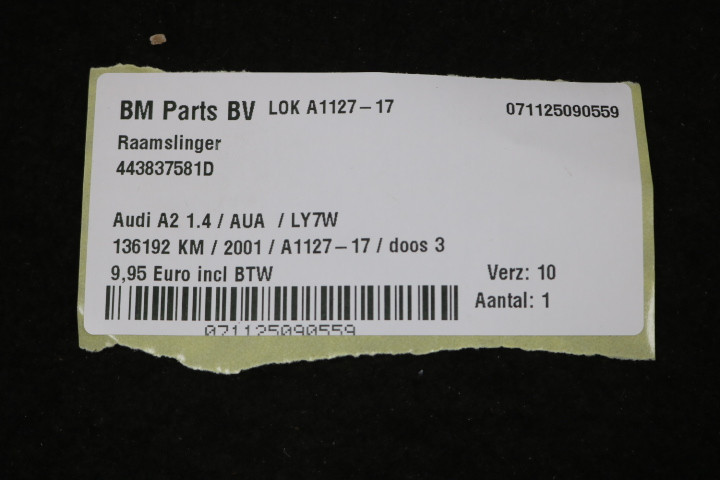 BM Parts BV LOK A1127-17 071125090559
Raamslinger
443837581D
Audi A2 1.4 / AUA / LY7W
136192 KM / 2001 / A1127-17 / doos 3
9,95 Euro incl BTW Verz: 10
Aantal: 1
071125090559